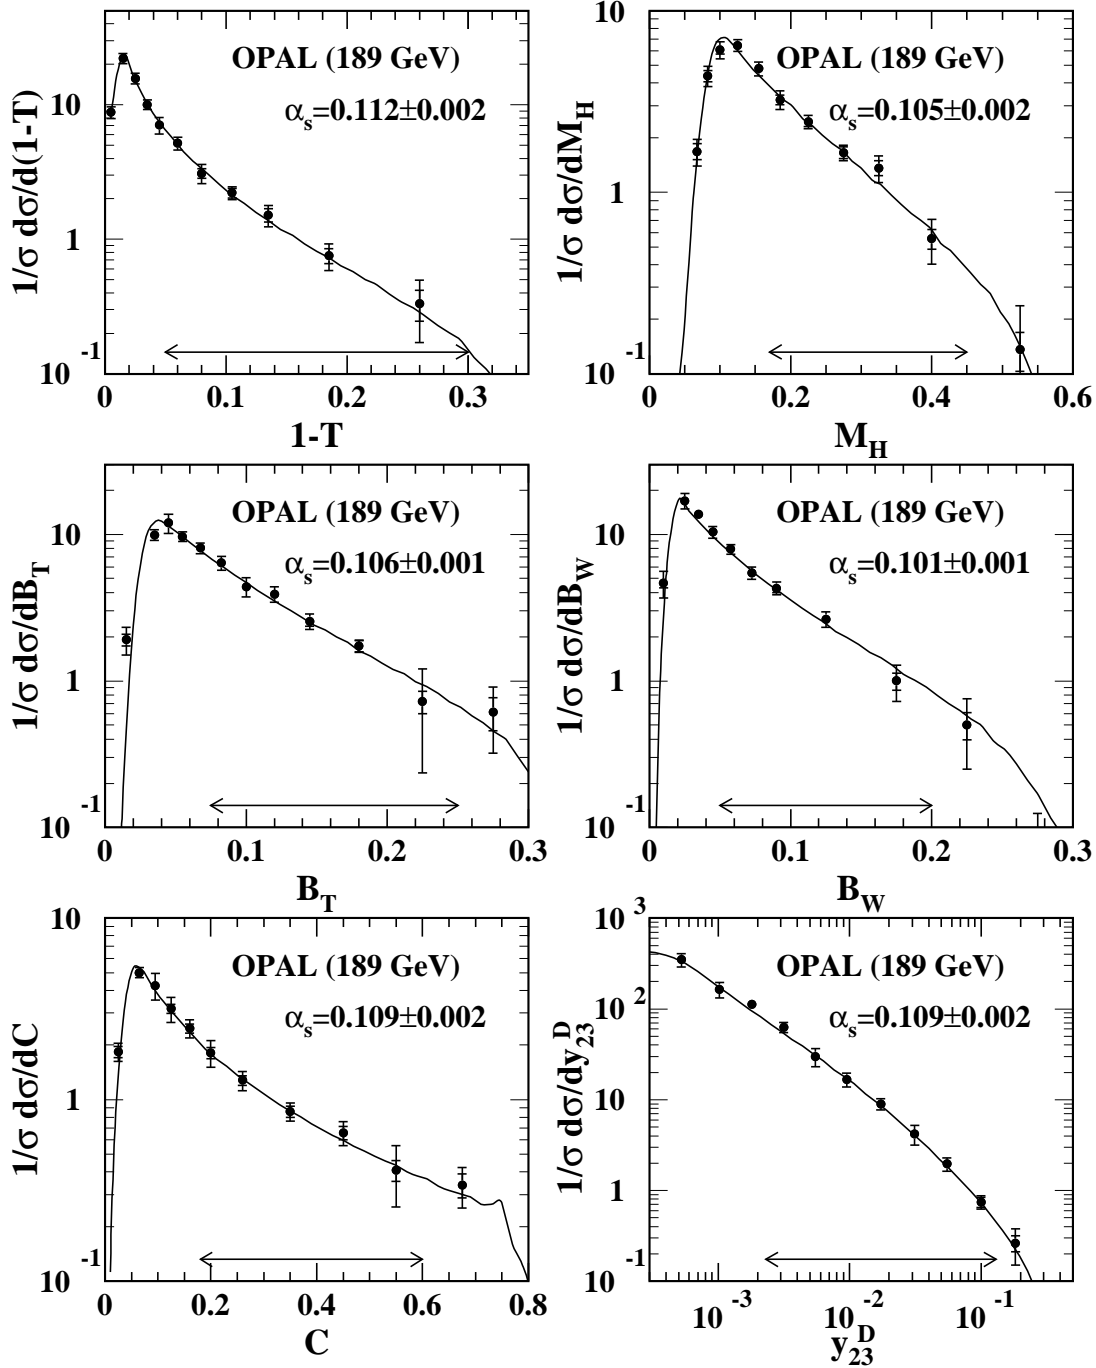 OPAL (189 GeV)
α_s=0.112±0.002
1/σ dσ/d(1-T)
10
1
10^-1
0 0.1 0.2 0.3
1-T
OPAL (189 GeV)
α_s=0.105±0.002
1/σ dσ/dM_H
10
1
10^-1
0 0.2 0.4 0.6
M_H
OPAL (189 GeV)
α_s=0.106±0.001
1/σ dσ/dB_T
10
1
10^-1
0 0.1 0.2 0.3
B_T
OPAL (189 GeV)
α_s=0.101±0.001
1/σ dσ/dB_W
10
1
10^-1
0 0.1 0.2 0.3
B_W
OPAL (189 GeV)
α_s=0.109±0.002
1/σ dσ/dC
10
1
10^-1
0 0.2 0.4 0.6 0.8
C
OPAL (189 GeV)
α_s=0.109±0.002
1/σ dσ/dy_23^D
10^3
10^2
10
1
10^-1
10^-3 10^-2 10^-1
y_23^D